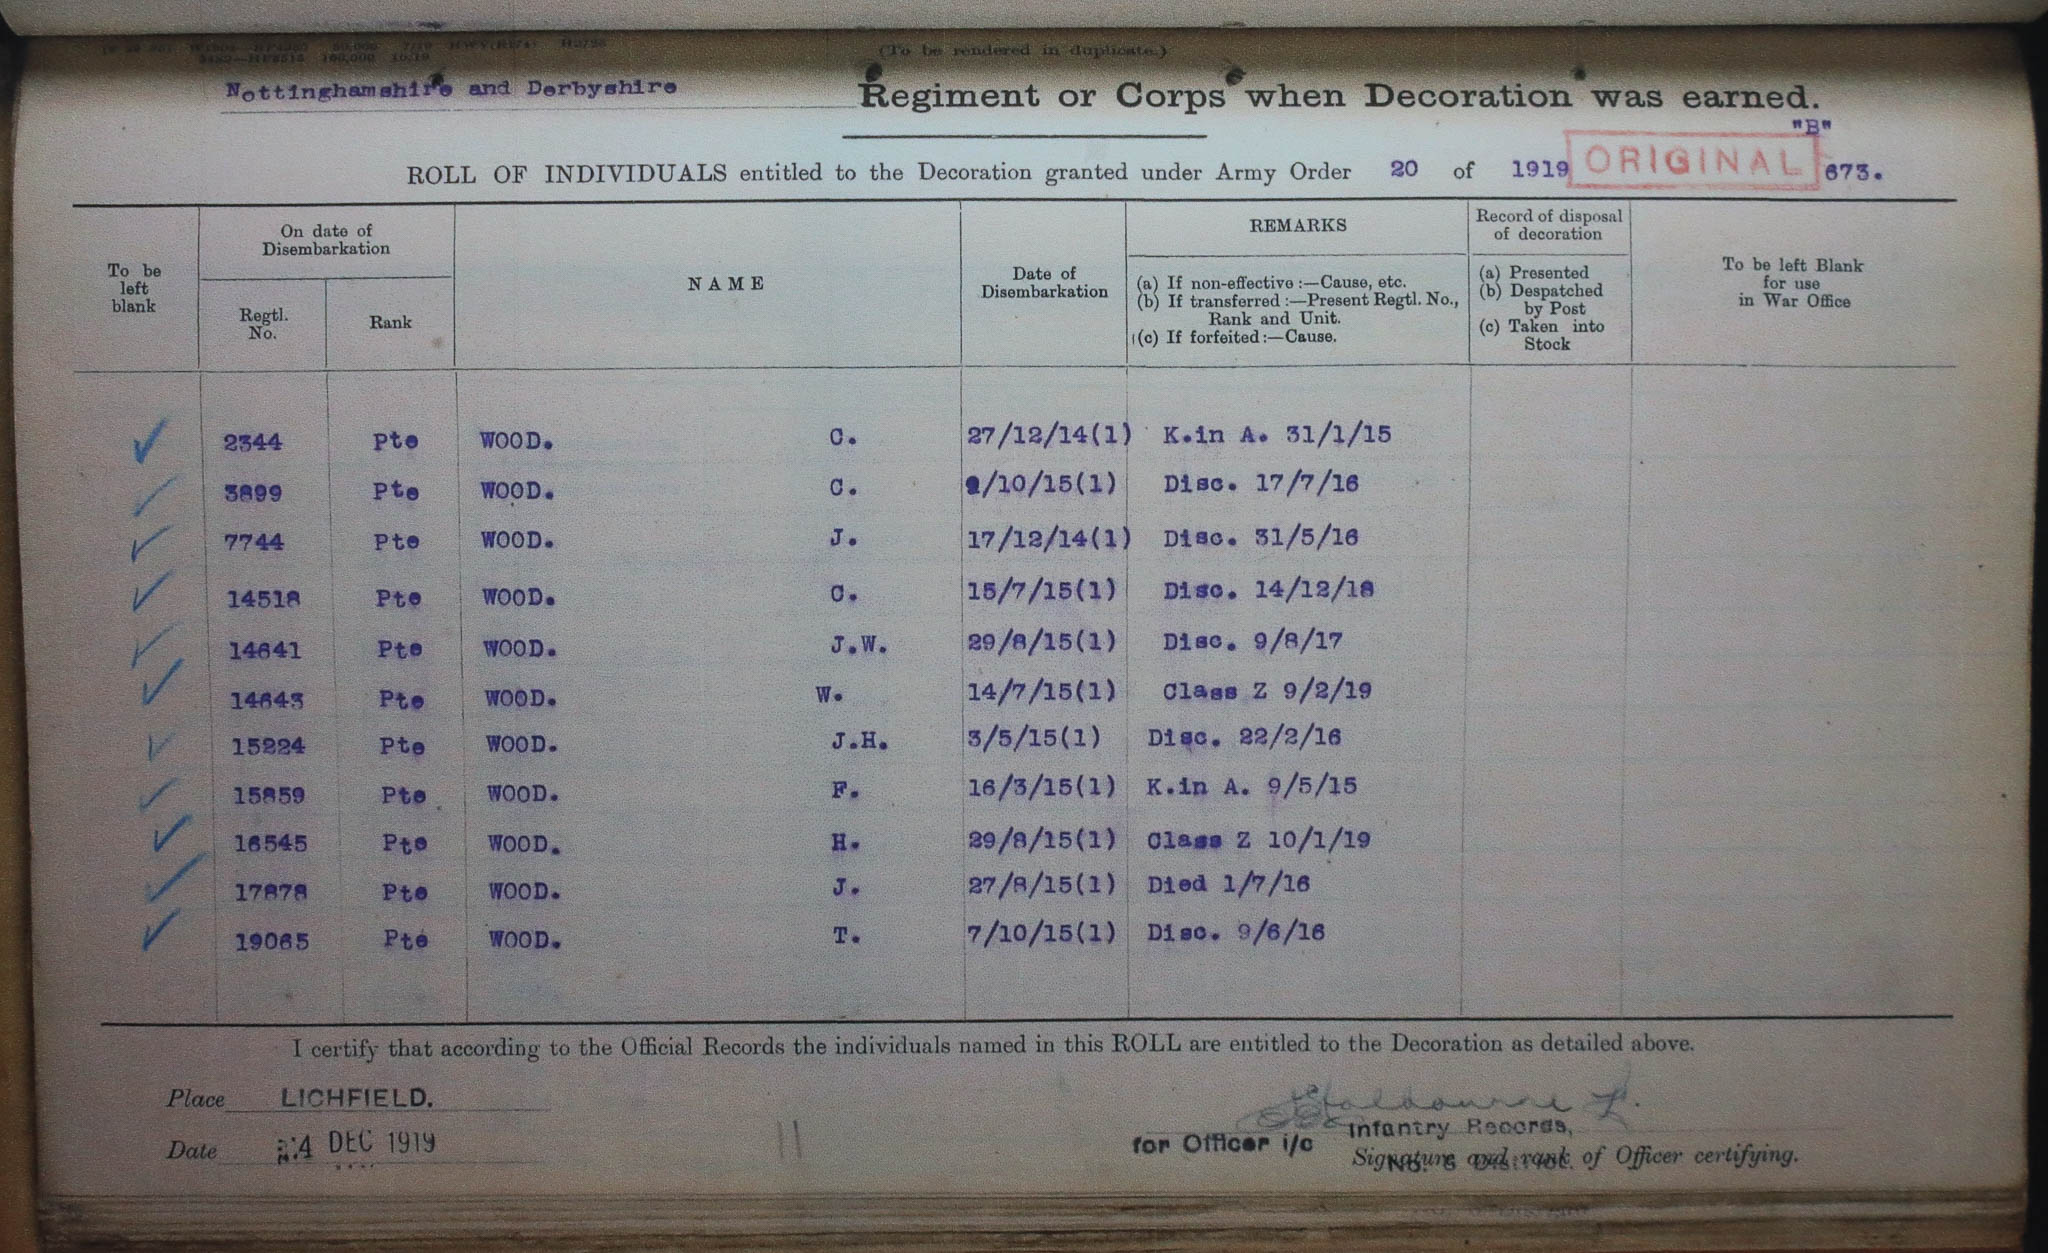 (To be rendered in duplicate.)
Nottinghamshire and Derbyshire Regiment or Corps when Decoration was earned.
"B"
ROLL OF INDIVIDUALS entitled to the Decoration granted under Army Order 20 of 1919 ORIGINAL 673.
To be left blank
On date of Disembarkation
Regtl. No.
Rank
NAME
Date of Disembarkation
REMARKS
(a) If non-effective :—Cause, etc.
(b) If transferred :—Present Regtl. No., Rank and Unit.
(c) If forfeited :—Cause.
Record of disposal of decoration
(a) Presented
(b) Despatched by Post
(c) Taken into Stock
To be left Blank for use in War Office
2344 Pte WOOD. C. 27/12/14(1) K.in A. 31/1/15
3899 Pte WOOD. C. /10/15(1) Disc. 17/7/16
7744 Pte WOOD. J. 17/12/14(1) Disc. 31/5/16
14518 Pte WOOD. C. 15/7/15(1) Disc. 14/12/18
14641 Pte WOOD. J.W. 29/8/15(1) Disc. 9/8/17
14643 Pte WOOD. W. 14/7/15(1) Class Z 9/2/19
15224 Pte WOOD. J.H. 3/5/15(1) Disc. 22/2/16
15859 Pte WOOD. F. 16/3/15(1) K.in A. 9/5/15
16545 Pte WOOD. H. 29/8/15(1) Class Z 10/1/19
17878 Pte WOOD. J. 27/8/15(1) Died 1/7/16
19065 Pte WOOD. T. 7/10/15(1) Disc. 9/6/16
I certify that according to the Official Records the individuals named in this ROLL are entitled to the Decoration as detailed above.
Place LICHFIELD.
Date DEC 1919
11
for Officer i/c Infantry Records,
Signature and rank of Officer certifying.